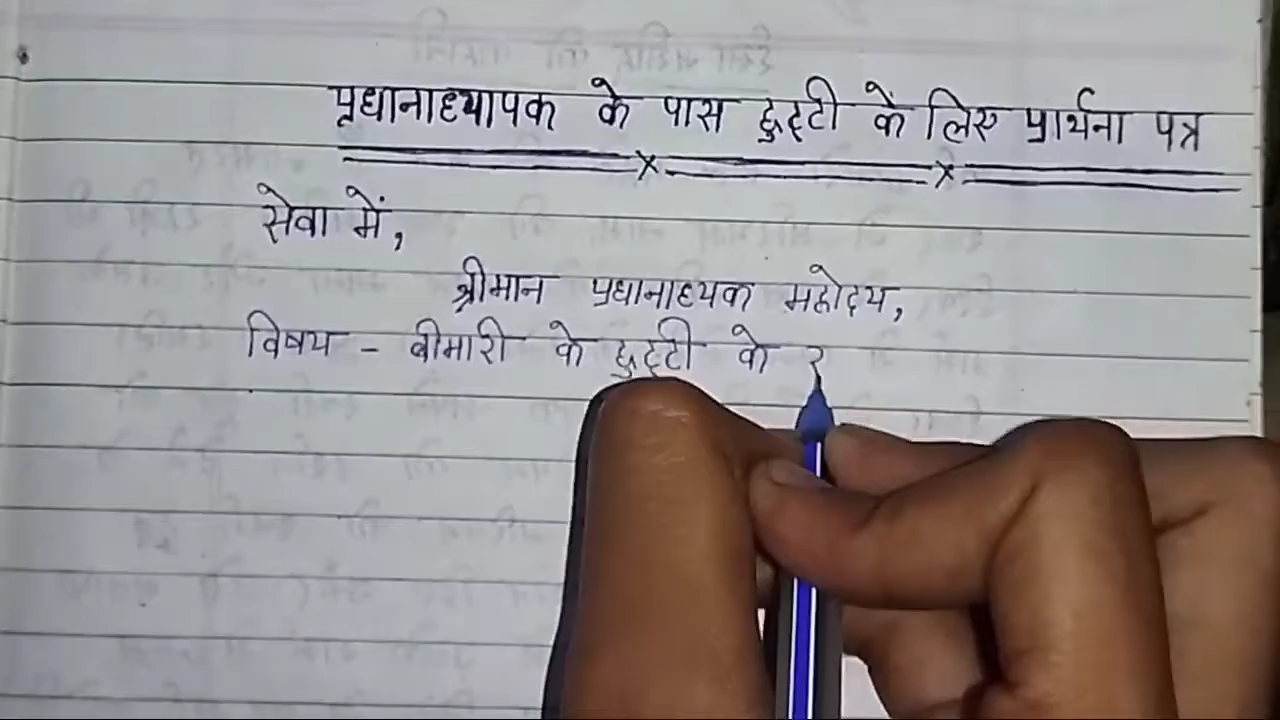 प्रधानाध्यापक के पास छुट्टी के लिए प्रार्थना पत्र
सेवा में,
श्रीमान प्रधानाध्यक महोदय,
विषय - बीमारी के छुट्टी के